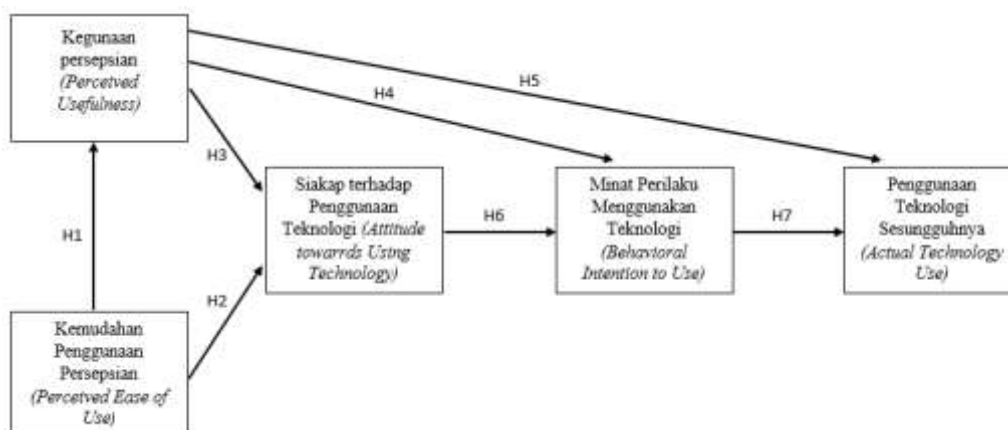 Kegunaan
persepsian
(Percetved
Usefulness)
H5
H4
H3
Siakap terhadap
Penggunaan
Teknologi (Attitude
towarrds Using
Technology)
Minat Perilaku
Menggunakan
Teknologi
(Behavioral
Intention to Use)
Penggunaan
Teknologi
Sesungguhnya
(Actual Technology
Use)
H6
H7
H1
H2
Kemudahan
Penggunaan
Persepsian
(Percetved Ease of
Use)